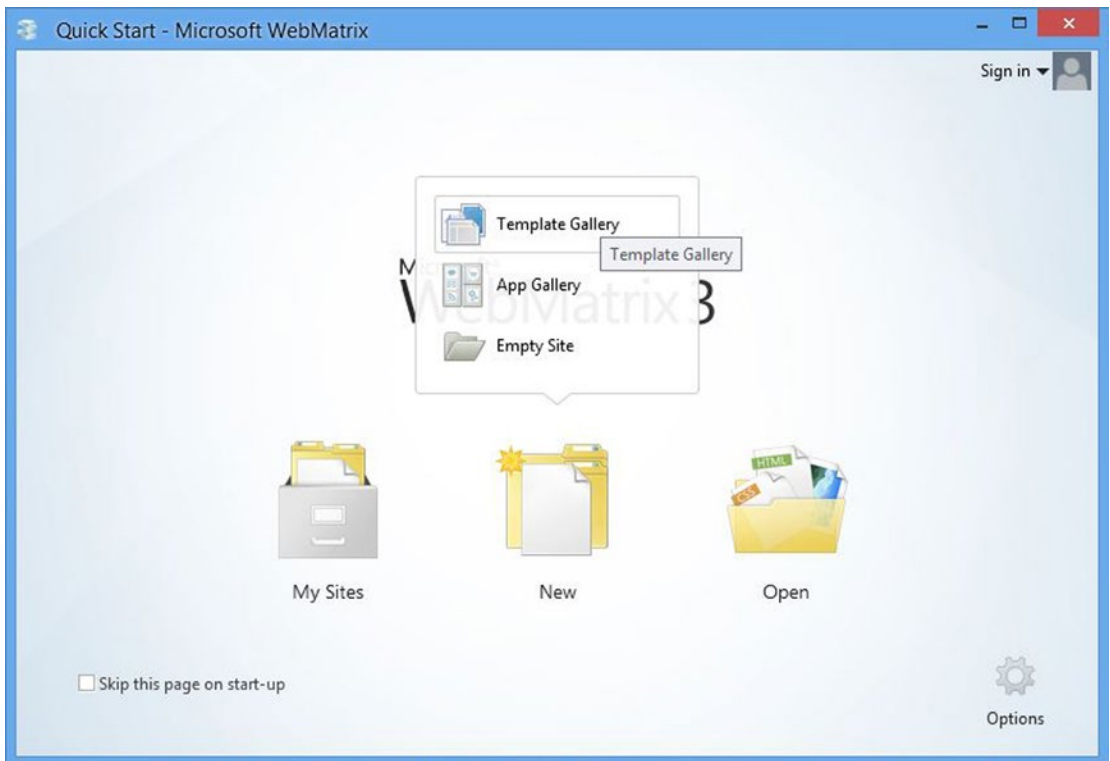 Quick Start - Microsoft WebMatrix
Sign in
Template Gallery
Template Gallery
Microsoft
App Gallery
WebMatrix 3
Empty Site
HTML
CSS
My Sites
New
Open
Skip this page on start-up
Options